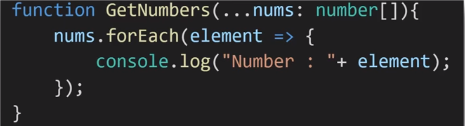 function GetNumbers(...nums: number[]){
    nums.forEach(element => {
        console.log("Number : "+ element);
    });
}